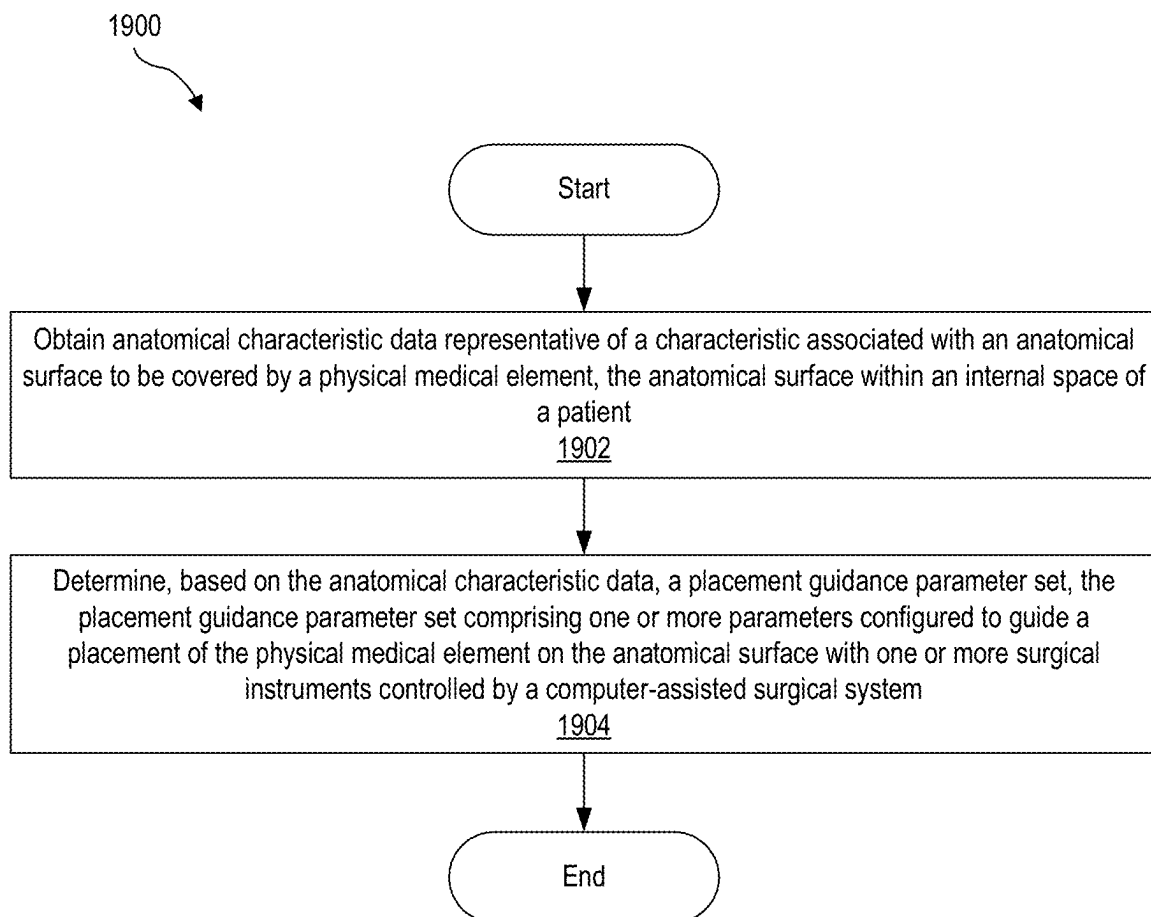 1900
Start
Obtain anatomical characteristic data representative of a characteristic associated with an anatomical
surface to be covered by a physical medical element, the anatomical surface within an internal space of
a patient
1902
Determine, based on the anatomical characteristic data, a placement guidance parameter set, the
placement guidance parameter set comprising one or more parameters configured to guide a
placement of the physical medical element on the anatomical surface with one or more surgical
instruments controlled by a computer-assisted surgical system
1904
End